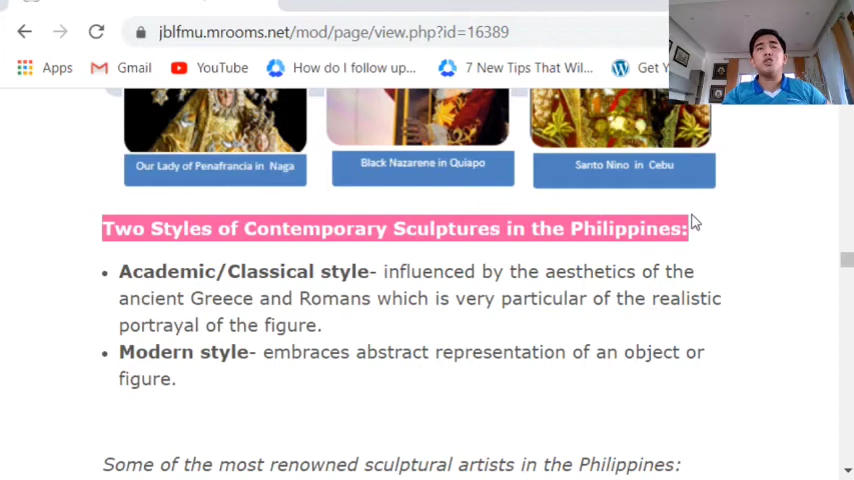 jblfmu.mrooms.net/mod/page/view.php?id=16389
Apps Gmail YouTube How do I follow up... 7 New Tips That Wil... Get Y
Our Lady of Penafrancia in Naga Black Nazarene in Quiapo Santo Nino in Cebu
Two Styles of Contemporary Sculptures in the Philippines:
• Academic/Classical style- influenced by the aesthetics of the
ancient Greece and Romans which is very particular of the realistic
portrayal of the figure.
• Modern style- embraces abstract representation of an object or
figure.
Some of the most renowned sculptural artists in the Philippines: